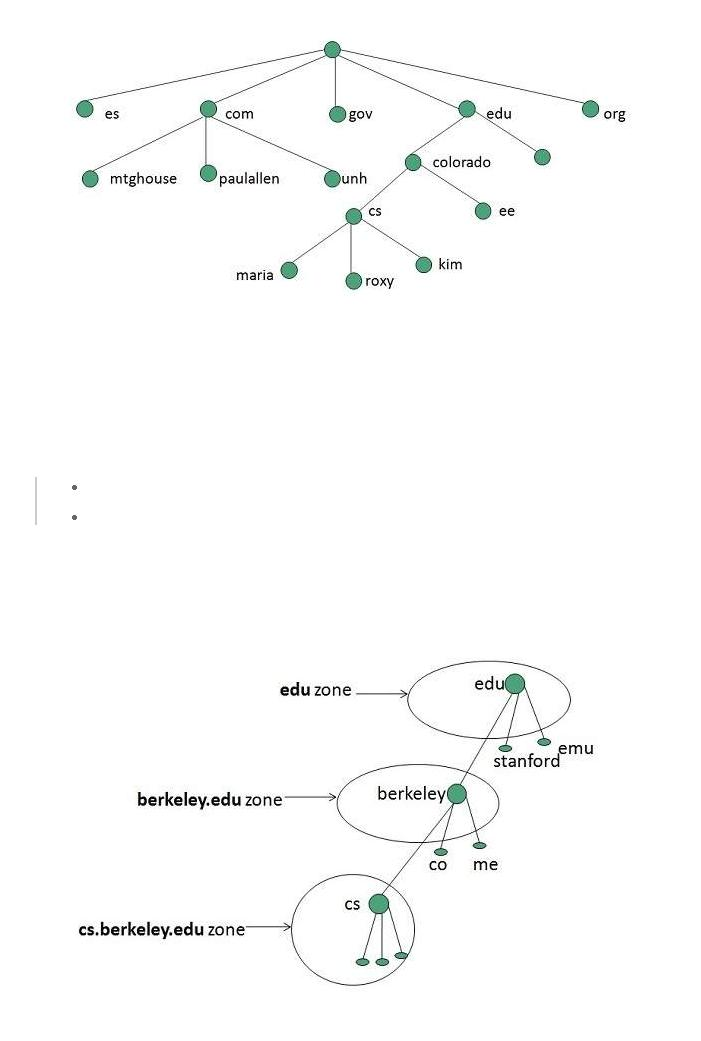 es com gov edu org
mtghouse paulallen unh colorado
cs ee
maria roxy kim
edu zone edu
stanford emu
berkeley.edu zone berkeley
co me
cs.berkeley.edu zone cs